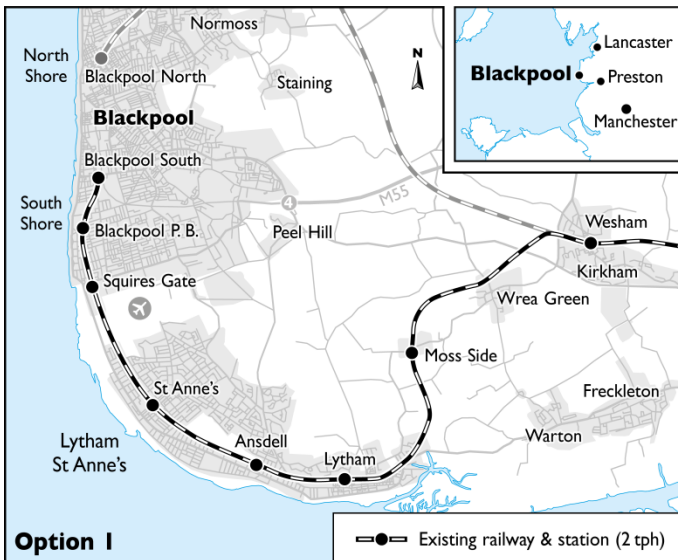 Normoss
North
Shore
Blackpool North
Staining
N
Blackpool
Lancaster
Blackpool
Preston
Manchester
Blackpool South
South
Shore
4
M55
Blackpool P. B.
Peel Hill
Wesham
Kirkham
Squires Gate
Wrea Green
Moss Side
St Anne's
Freckleton
Warton
Lytham
St Anne's
Ansdell
Lytham
Option 1
Existing railway & station (2 tph)